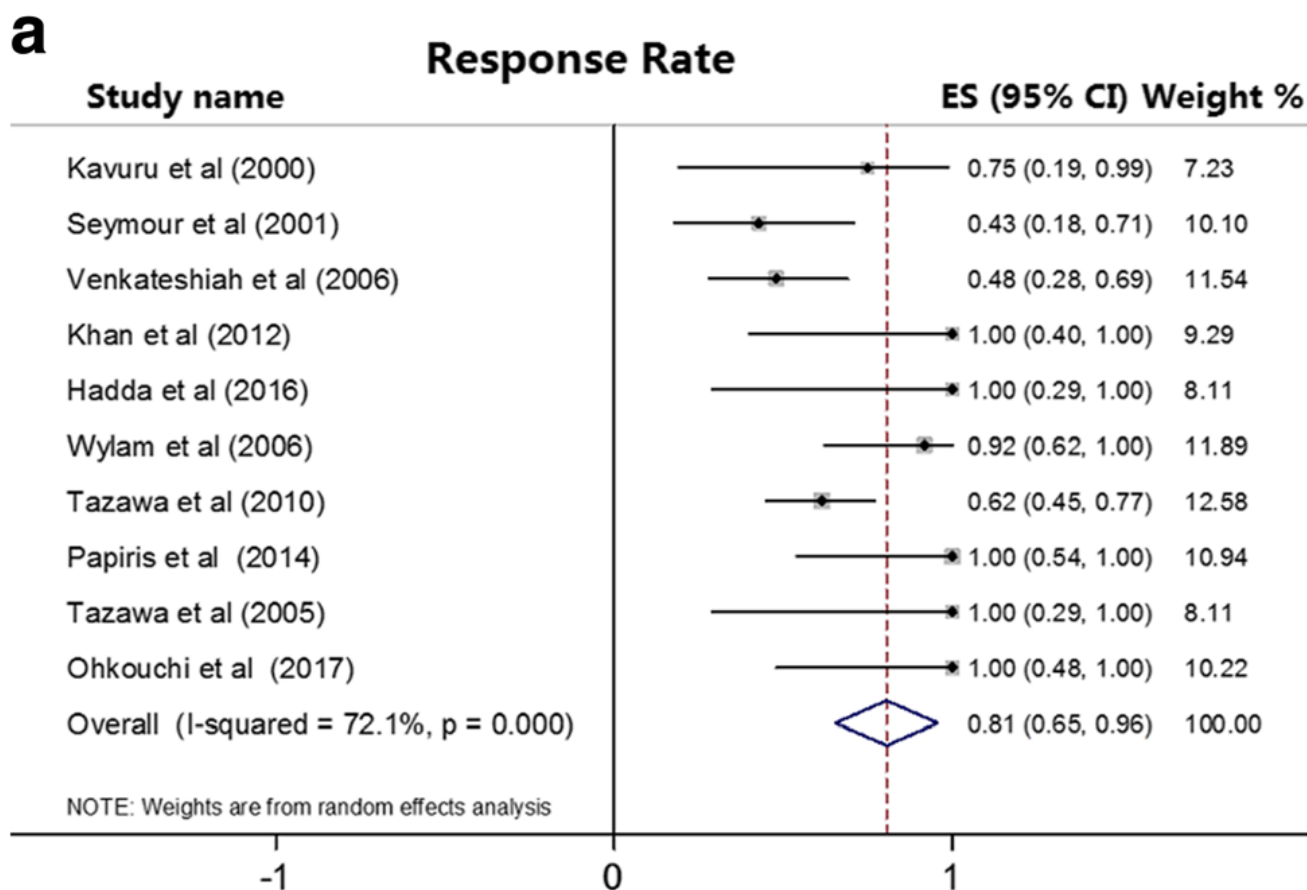 a
Response Rate
Study name ES (95% CI) Weight %
Kavuru et al (2000) 0.75 (0.19, 0.99) 7.23
Seymour et al (2001) 0.43 (0.18, 0.71) 10.10
Venkateshiah et al (2006) 0.48 (0.28, 0.69) 11.54
Khan et al (2012) 1.00 (0.40, 1.00) 9.29
Hadda et al (2016) 1.00 (0.29, 1.00) 8.11
Wylam et al (2006) 0.92 (0.62, 1.00) 11.89
Tazawa et al (2010) 0.62 (0.45, 0.77) 12.58
Papiris et al (2014) 1.00 (0.54, 1.00) 10.94
Tazawa et al (2005) 1.00 (0.29, 1.00) 8.11
Ohkouchi et al (2017) 1.00 (0.48, 1.00) 10.22
Overall (I-squared = 72.1%, p = 0.000) 0.81 (0.65, 0.96) 100.00
NOTE: Weights are from random effects analysis
-1 0 1